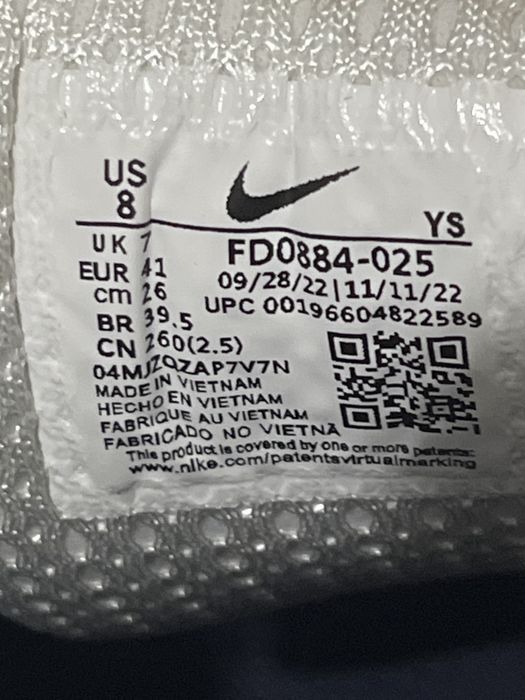 US
8
YS
UK 7
EUR 41
cm 26
BR 39.5
CN 260(2.5)
FD0884-025
09/28/22|11/11/22
UPC 00196604822589
04MJZQZAP7V7N
MADE IN VIETNAM
HECHO EN VIETNAM
FABRIQUE AU VIETNAM
FABRICADO NO VIETNÃ
This product is covered by one or more patents:
www.nike.com/patentsvirtualmarking